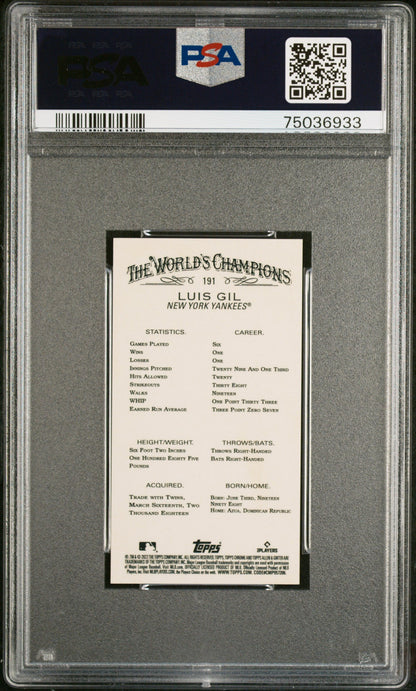 PSA
PSA
75036933
THE WORLD'S CHAMPIONS
191
LUIS GIL
NEW YORK YANKEES®
STATISTICS. CAREER.
GAMES PLAYED SIX
WINS ONE
LOSSES ONE
INNINGS PITCHED TWENTY NINE AND ONE THIRD
HITS ALLOWED TWENTY
STRIKEOUTS THIRTY EIGHT
WALKS NINETEEN
WHIP ONE POINT THIRTY THREE
EARNED RUN AVERAGE THREE POINT ZERO SEVEN
HEIGHT/WEIGHT. THROWS/BATS.
SIX FOOT TWO INCHES THROWS RIGHT-HANDED
ONE HUNDRED EIGHTY FIVE BATS RIGHT-HANDED
POUNDS
ACQUIRED. BORN/HOME.
TRADE WITH TWINS, BORN: JUNE THIRD, NINETEEN
MARCH SIXTEENTH, TWO NINETY EIGHT
THOUSAND EIGHTEEN HOME: AZUA, DOMINICAN REPUBLIC
Topps
PLAYERS